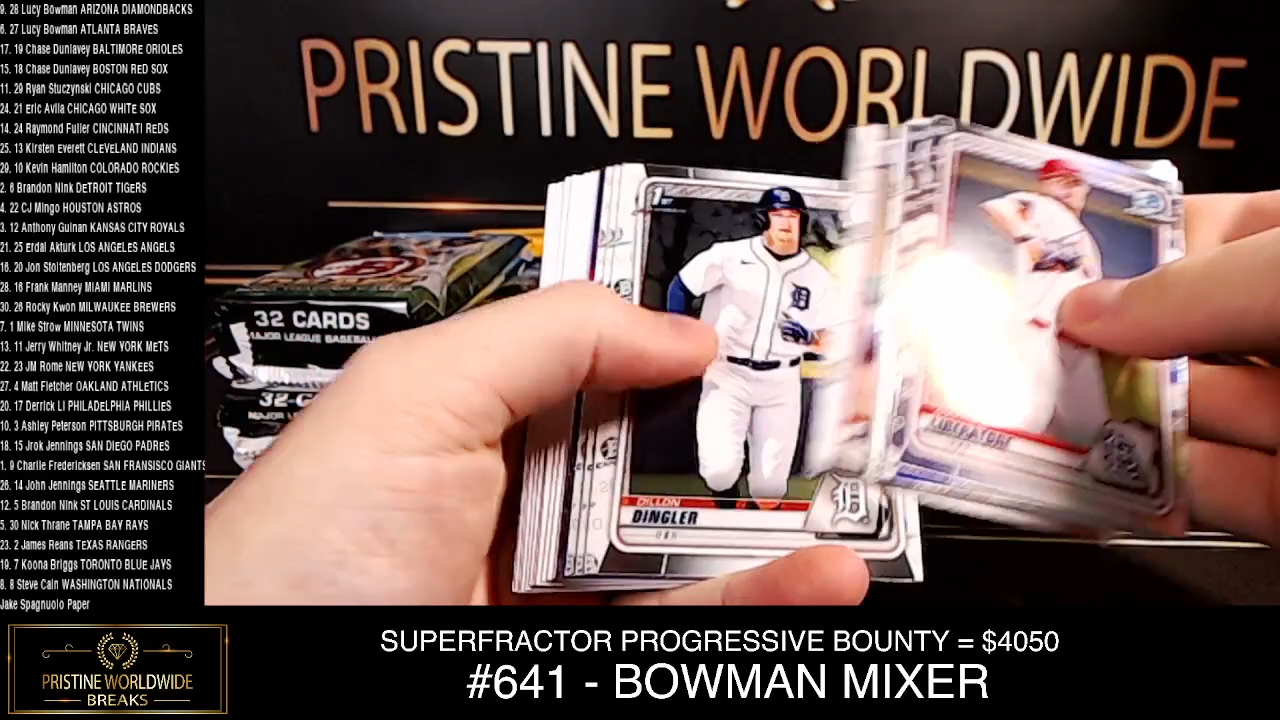 9. 28 Lucy Bowman ARIZONA DIAMONDBACKS
6. 27 Lucy Bowman ATLANTA BRAVES
17. 19 Chase Dunlavey BALTIMORE ORIOLES
15. 18 Chase Dunlavey BOSTON RED SOX
11. 29 Ryan Stuczynski CHICAGO CUBS
24. 21 Eric Avila CHICAGO WHITE SOX
14. 24 Raymond Fuller CINCINNATI REDS
25. 13 Kirsten Everett CLEVELAND INDIANS
29. 10 Kevin Hamilton COLORADO ROCKIES
2. 6 Brandon Nink DETROIT TIGERS
4. 22 CJ Mingo HOUSTON ASTROS
3. 12 Anthony Guinan KANSAS CITY ROYALS
21. 25 Erdal Akturk LOS ANGELES ANGELS
16. 20 Jon Stoltenberg LOS ANGELES DODGERS
28. 16 Frank Manney MIAMI MARLINS
30. 26 Rocky Kwon MILWAUKEE BREWERS
7. 1 Mike Strow MINNESOTA TWINS
13. 11 Jerry Whitney Jr. NEW YORK METS
22. 23 JM Rome NEW YORK YANKEES
27. 4 Matt Fletcher OAKLAND ATHLETICS
20. 17 Derrick Li PHILADELPHIA PHILLIES
10. 3 Ashley Peterson PITTSBURGH PIRATES
18. 15 Jrok Jennings SAN DIEGO PADRES
1. 9 Charlie Fredericksen SAN FRANSISCO GIANTS
26. 14 John Jennings SEATTLE MARINERS
12. 5 Brandon Nink ST LOUIS CARDINALS
5. 30 Nick Thrane TAMPA BAY RAYS
23. 2 James Reans TEXAS RANGERS
19. 7 Koona Briggs TORONTO BLUE JAYS
8. 8 Steve Cain WASHINGTON NATIONALS
Jake Spagnuolo Paper
PRISTINE WORLDWIDE
32 CARDS
MAJOR LEAGUE BASEBALL
32-C
1ST
DILLON
DINGLER
LIBERATORE
PRISTINE WORLDWIDE
BREAKS
SUPERFRACTOR PROGRESSIVE BOUNTY = $4050
#641 - BOWMAN MIXER